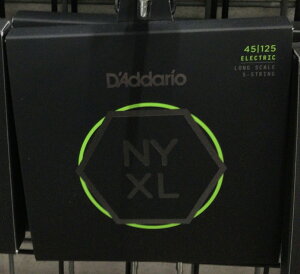 45|125
ELECTRIC
LONG SCALE
5-STRING
D'Addario
NY
XL